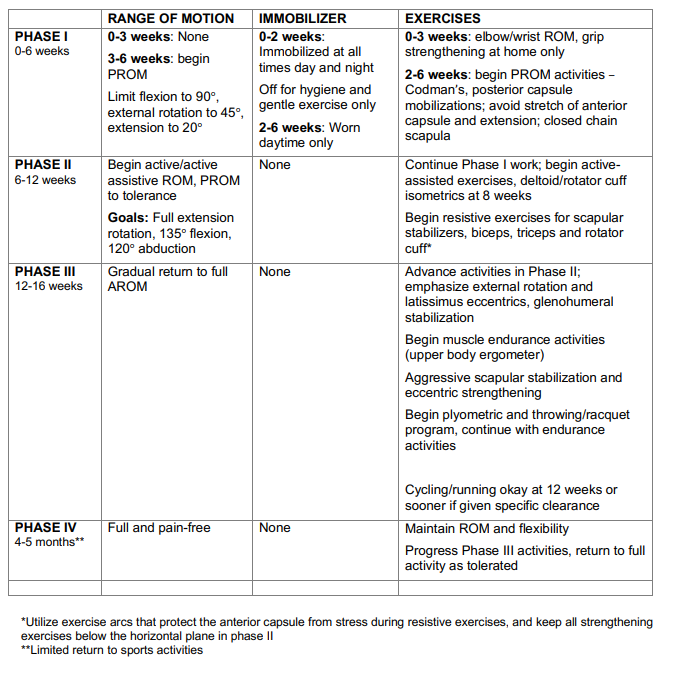 RANGE OF MOTION IMMOBILIZER EXERCISES
PHASE I
0-6 weeks
0-3 weeks: None
3-6 weeks: begin
PROM
Limit flexion to 90°,
external rotation to 45°,
extension to 20°
0-2 weeks:
Immobilized at all
times day and night
Off for hygiene and
gentle exercise only
2-6 weeks: Worn
daytime only
0-3 weeks: elbow/wrist ROM, grip
strengthening at home only
2-6 weeks: begin PROM activities –
Codman's, posterior capsule
mobilizations; avoid stretch of anterior
capsule and extension; closed chain
scapula
PHASE II
6-12 weeks
Begin active/active
assistive ROM, PROM
to tolerance
Goals: Full extension
rotation, 135° flexion,
120° abduction
None
Continue Phase I work; begin active-
assisted exercises, deltoid/rotator cuff
isometrics at 8 weeks
Begin resistive exercises for scapular
stabilizers, biceps, triceps and rotator
cuff*
PHASE III
12-16 weeks
Gradual return to full
AROM
None
Advance activities in Phase II;
emphasize external rotation and
latissimus eccentrics, glenohumeral
stabilization
Begin muscle endurance activities
(upper body ergometer)
Aggressive scapular stabilization and
eccentric strengthening
Begin plyometric and throwing/racquet
program, continue with endurance
activities
Cycling/running okay at 12 weeks or
sooner if given specific clearance
PHASE IV
4-5 months**
Full and pain-free
None
Maintain ROM and flexibility
Progress Phase III activities, return to full
activity as tolerated
*Utilize exercise arcs that protect the anterior capsule from stress during resistive exercises, and keep all strengthening
exercises below the horizontal plane in phase II
**Limited return to sports activities